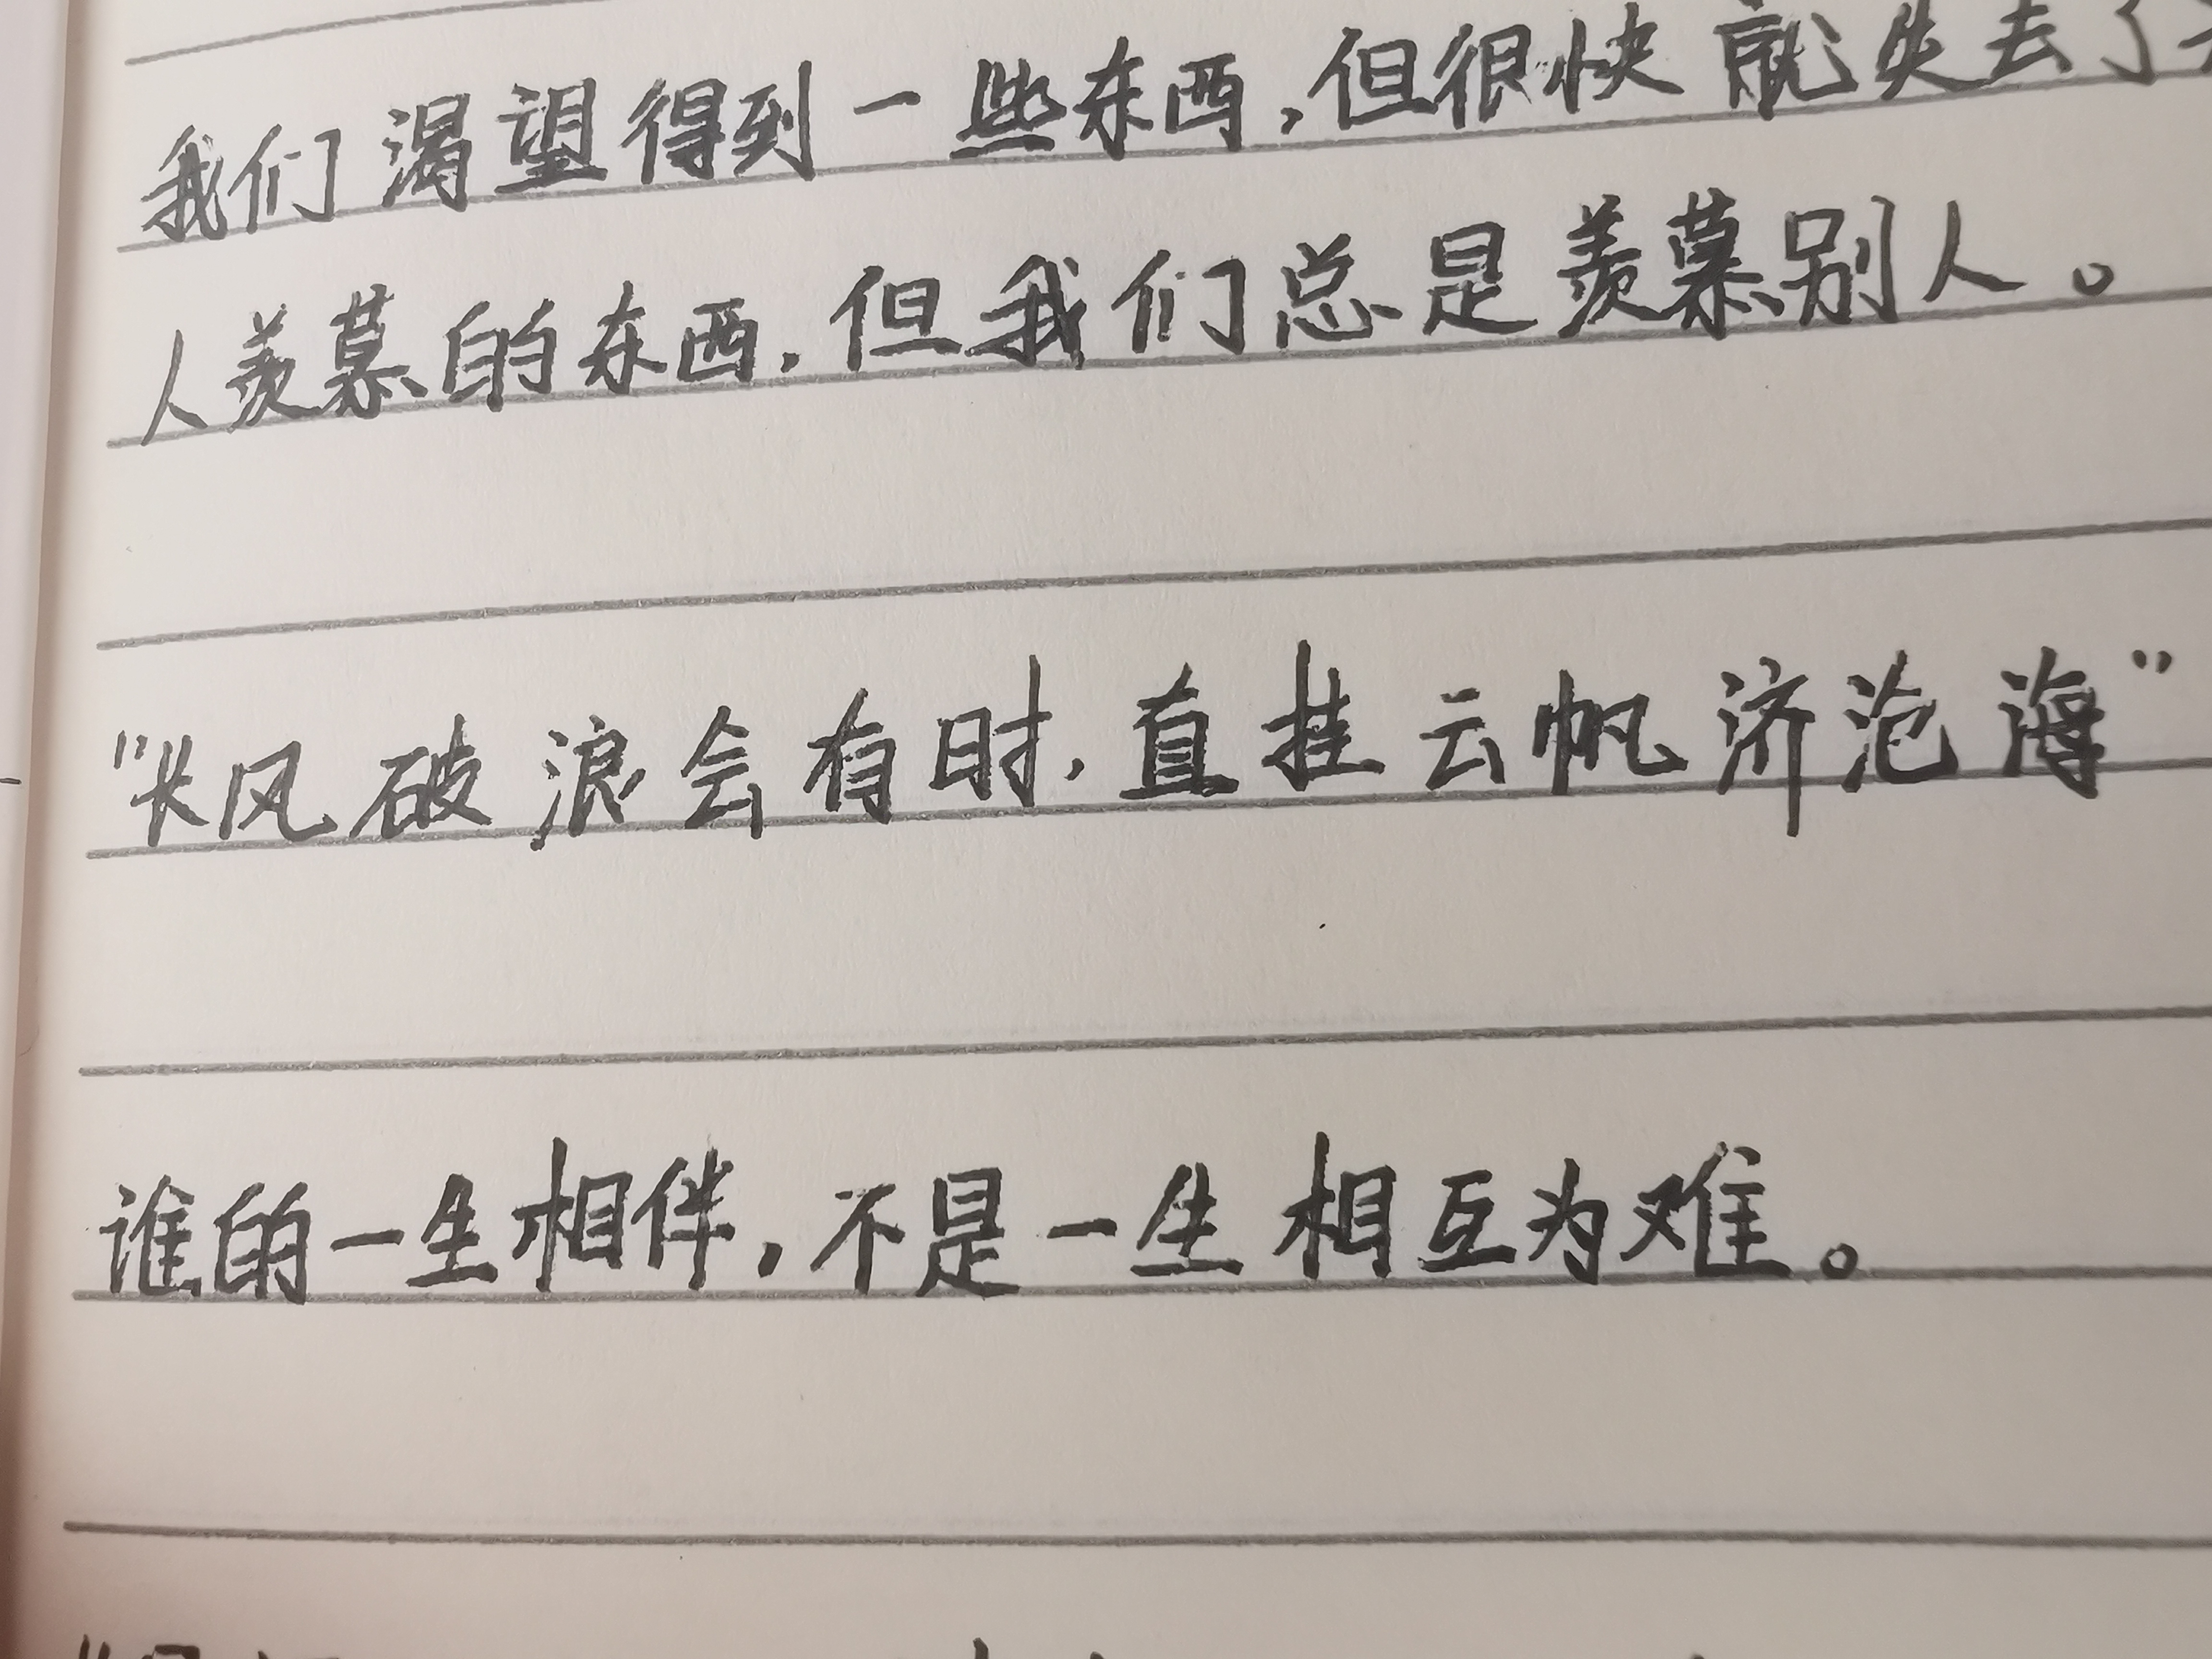 我们渴望得到一些东西,但很快就失去了
人羡慕的东西,但我们总是羡慕别人。
"长风破浪会有时,直挂云帆济沧海"
谁的一生相伴,不是一生相互为难。